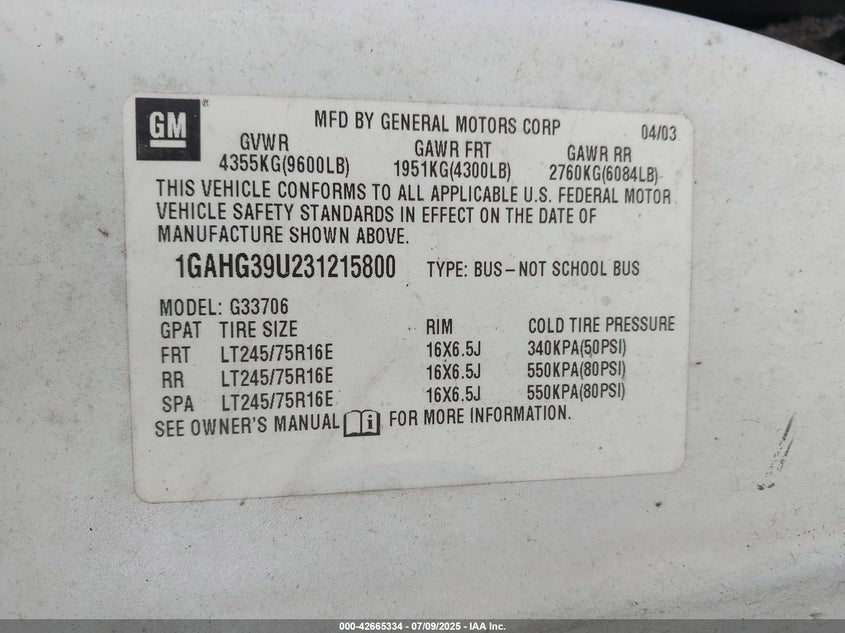 GM ®
MFD BY GENERAL MOTORS CORP 04/03
GVWR GAWR FRT GAWR RR
4355KG(9600LB) 1951KG(4300LB) 2760KG(6084LB)
THIS VEHICLE CONFORMS TO ALL APPLICABLE U.S. FEDERAL MOTOR
VEHICLE SAFETY STANDARDS IN EFFECT ON THE DATE OF
MANUFACTURE SHOWN ABOVE.
1GAHG39U231215800 TYPE: BUS–NOT SCHOOL BUS
MODEL: G33706
GPAT TIRE SIZE RIM COLD TIRE PRESSURE
FRT LT245/75R16E 16X6.5J 340KPA(50PSI)
RR LT245/75R16E 16X6.5J 550KPA(80PSI)
SPA LT245/75R16E 16X6.5J 550KPA(80PSI)
SEE OWNER'S MANUAL i FOR MORE INFORMATION.
000-42665334 - 07/09/2025 - IAA Inc.